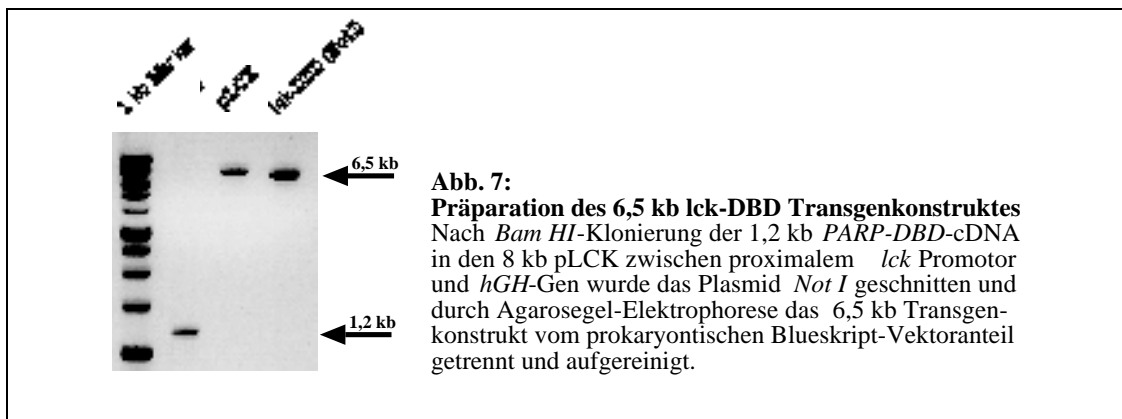 pLCK
6,5 kb
1,2 kb
Abb. 7:
Präparation des 6,5 kb lck-DBD Transgenkonstruktes
Nach Bam HI-Klonierung der 1,2 kb PARP-DBD-cDNA
in den 8 kb pLCK zwischen proximalem lck Promotor
und hGH-Gen wurde das Plasmid Not I geschnitten und
durch Agarosegel-Elektrophorese das 6,5 kb Transgen-
konstrukt vom prokaryontischen Blueskript-Vektoranteil
getrennt und aufgereinigt.